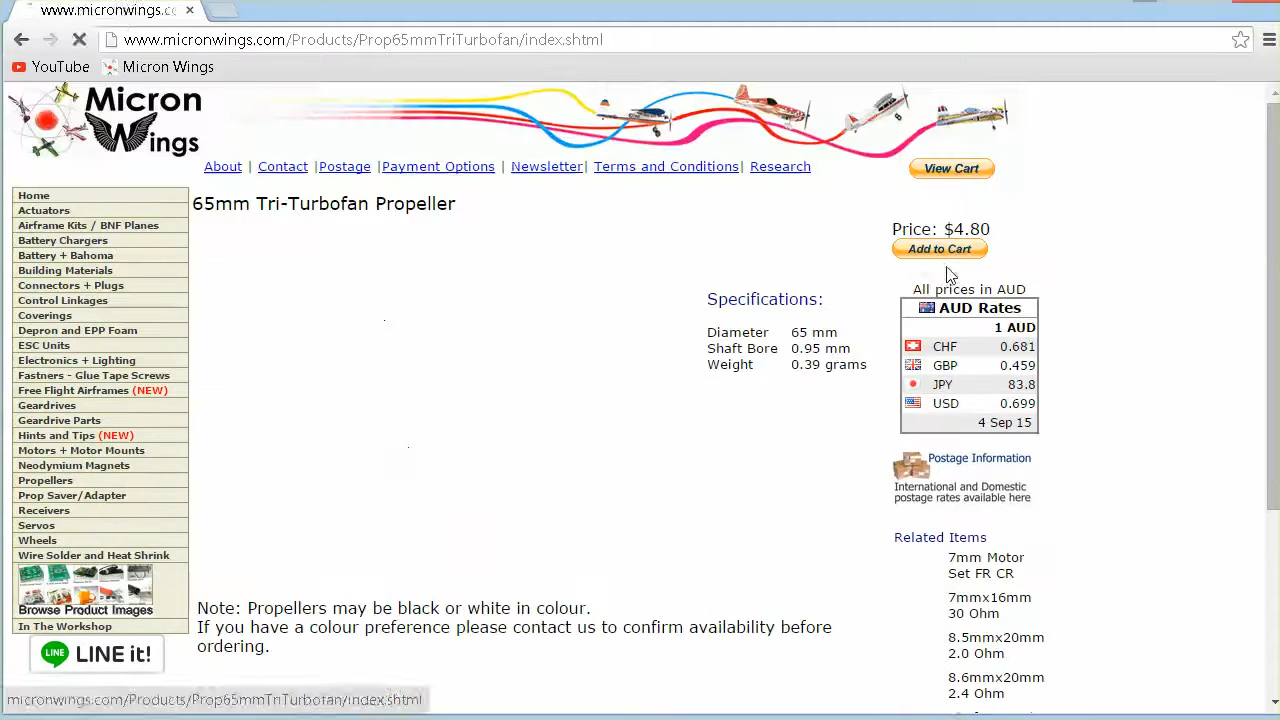 www.micronwings.cc
www.micronwings.com/Products/Prop65mmTriTurbofan/index.shtml
YouTube
Micron Wings
Micron
Wings
About | Contact |Postage |Payment Options | Newsletter| Terms and Conditions| Research
View Cart
Home
Actuators
Airframe Kits / BNF Planes
Battery Chargers
Battery + Bahoma
Building Materials
Connectors + Plugs
Control Linkages
Coverings
Depron and EPP Foam
ESC Units
Electronics + Lighting
Fastners - Glue Tape Screws
Free Flight Airframes (NEW)
Geardrives
Geardrive Parts
Hints and Tips (NEW)
Motors + Motor Mounts
Neodymium Magnets
Propellers
Prop Saver/Adapter
Receivers
Servos
Wheels
Wire Solder and Heat Shrink
Browse Product Images
In The Workshop
LINE LINE it!
65mm Tri-Turbofan Propeller
Specifications:
Diameter 65 mm
Shaft Bore 0.95 mm
Weight 0.39 grams
Note: Propellers may be black or white in colour.
If you have a colour preference please contact us to confirm availability before
ordering.
Price: $4.80
Add to Cart
All prices in AUD
AUD Rates
1 AUD
CHF 0.681
GBP 0.459
JPY 83.8
USD 0.699
4 Sep 15
Postage Information
International and Domestic
postage rates available here
Related Items
7mm Motor
Set FR CR
7mmx16mm
30 Ohm
8.5mmx20mm
2.0 Ohm
8.6mmx20mm
2.4 Ohm
micronwings.com/Products/Prop65mmTriTurbofan/index.shtml